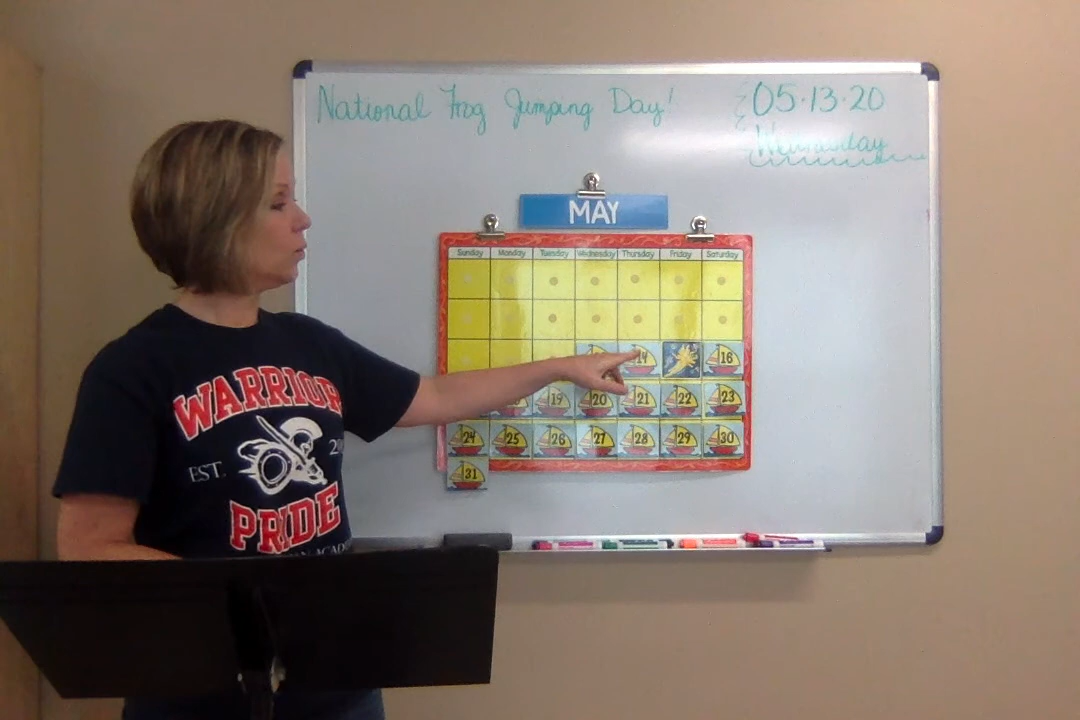 National Frog Jumping Day!
05·13·20
Wednesday
MAY
Sunday Monday Tuesday Wednesday Thursday Friday Saturday
14 16
19 20 21 22 23
24 25 26 27 28 29 30
31
WARRIOR
EST. 
PRIDE